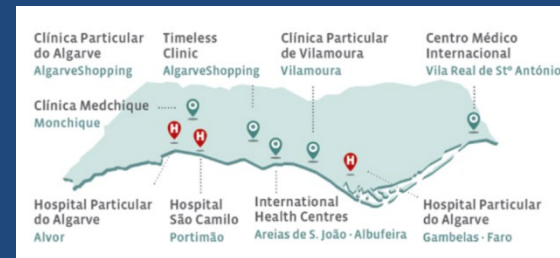 Clínica Particular
do Algarve
AlgarveShopping
Timeless
Clinic
AlgarveShopping
Clínica Particular
de Vilamoura
Vilamoura
Centro Médico
Internacional
Vila Real de Stº António
Clínica Medchique
Monchique
H
H
H
Hospital Particular
do Algarve
Alvor
Hospital
São Camilo
Portimão
International
Health Centres
Areias de S. João · Albufeira
Hospital Particular
do Algarve
Gambelas · Faro